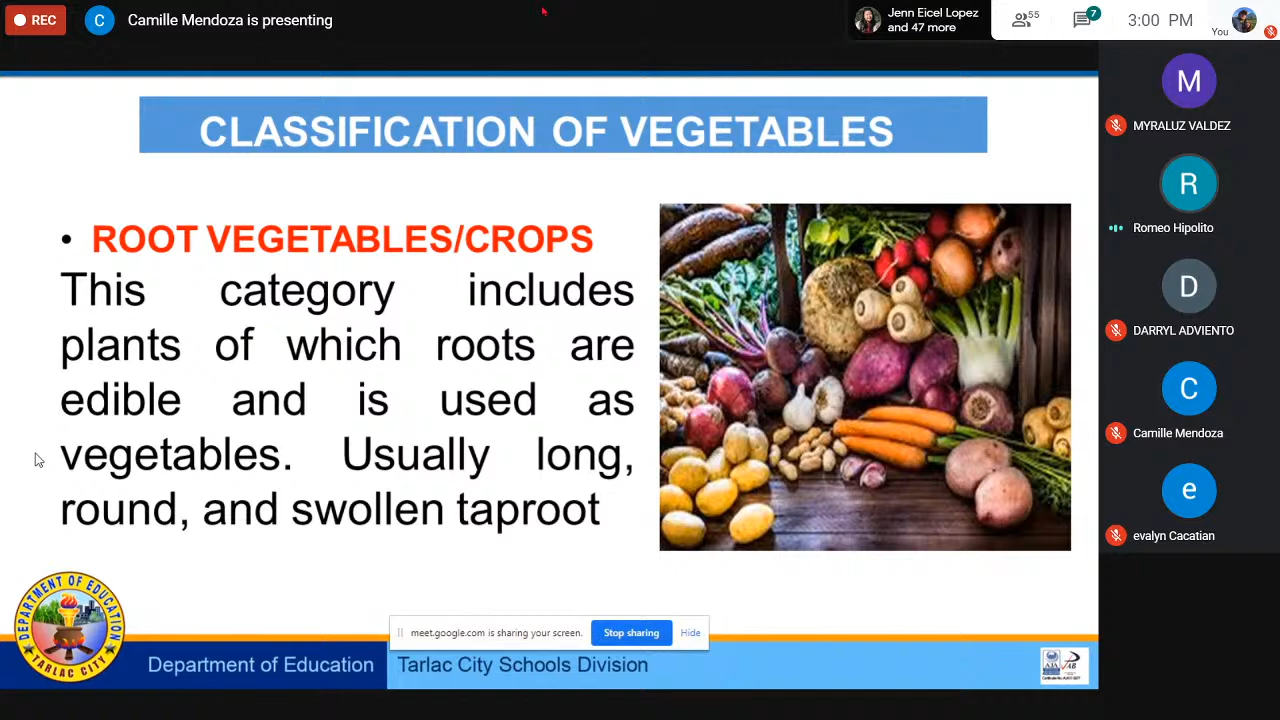 REC
C
Camille Mendoza is presenting
Jenn Eicel Lopez
and 47 more
55
7
3:00 PM
You
CLASSIFICATION OF VEGETABLES
• ROOT VEGETABLES/CROPS
This category includes
plants of which roots are
edible and is used as
vegetables. Usually long,
round, and swollen taproot
M
MYRALUZ VALDEZ
R
Romeo Hipolito
D
DARRYL ADVIENTO
C
Camille Mendoza
e
evalyn Cacatian
DEPARTMENT OF EDUCATION
TARLAC CITY
meet.google.com is sharing your screen.
Stop sharing
Hide
Department of Education
Tarlac City Schools Division